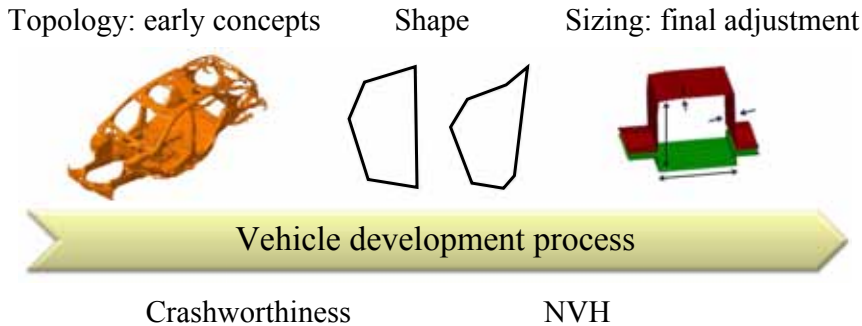 Topology: early concepts Shape Sizing: final adjustment
Vehicle development process
Crashworthiness NVH